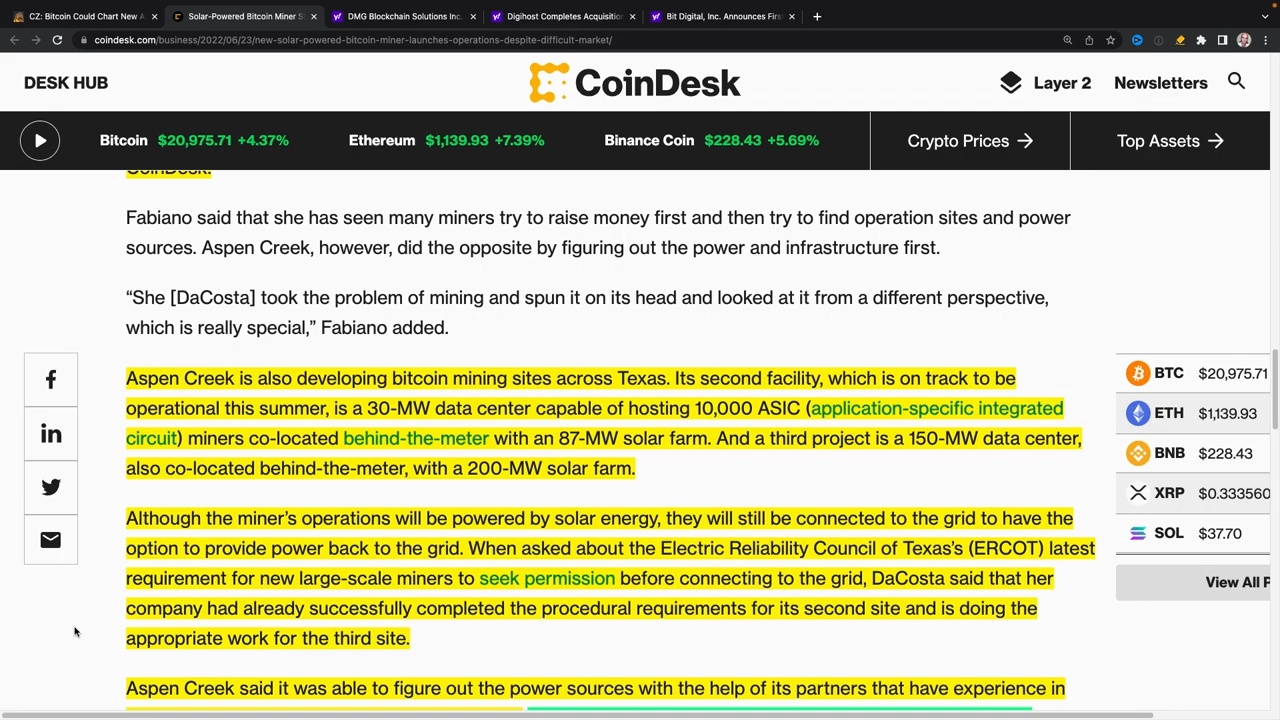 CZ: Bitcoin Could Chart New A
Solar-Powered Bitcoin Miner S
DMG Blockchain Solutions Inc.
Digihost Completes Acquisition
Bit Digital, Inc. Announces Firs
coindesk.com/business/2022/06/23/new-solar-powered-bitcoin-miner-launches-operations-despite-difficult-market/
DESK HUB
CoinDesk
Layer 2
Newsletters
Bitcoin $20,975.71 +4.37%
Ethereum $1,139.93 +7.39%
Binance Coin $228.43 +5.69%
Crypto Prices →
Top Assets →
CoinDesk.
Fabiano said that she has seen many miners try to raise money first and then try to find operation sites and power
sources. Aspen Creek, however, did the opposite by figuring out the power and infrastructure first.
“She [DaCosta] took the problem of mining and spun it on its head and looked at it from a different perspective,
which is really special,” Fabiano added.
Aspen Creek is also developing bitcoin mining sites across Texas. Its second facility, which is on track to be
operational this summer, is a 30-MW data center capable of hosting 10,000 ASIC (application-specific integrated
circuit) miners co-located behind-the-meter with an 87-MW solar farm. And a third project is a 150-MW data center,
also co-located behind-the-meter, with a 200-MW solar farm.
Although the miner’s operations will be powered by solar energy, they will still be connected to the grid to have the
option to provide power back to the grid. When asked about the Electric Reliability Council of Texas’s (ERCOT) latest
requirement for new large-scale miners to seek permission before connecting to the grid, DaCosta said that her
company had already successfully completed the procedural requirements for its second site and is doing the
appropriate work for the third site.
Aspen Creek said it was able to figure out the power sources with the help of its partners that have experience in
BTC $20,975.71
ETH $1,139.93
BNB $228.43
XRP $0.333560
SOL $37.70
View All P